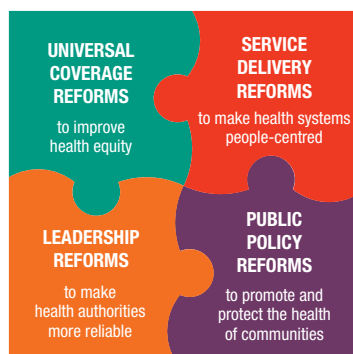 UNIVERSAL
COVERAGE
REFORMS
to improve
health equity
SERVICE
DELIVERY
REFORMS
to make health systems
people-centred
LEADERSHIP
REFORMS
to make
health authorities
more reliable
PUBLIC
POLICY
REFORMS
to promote and
protect the health
of communities